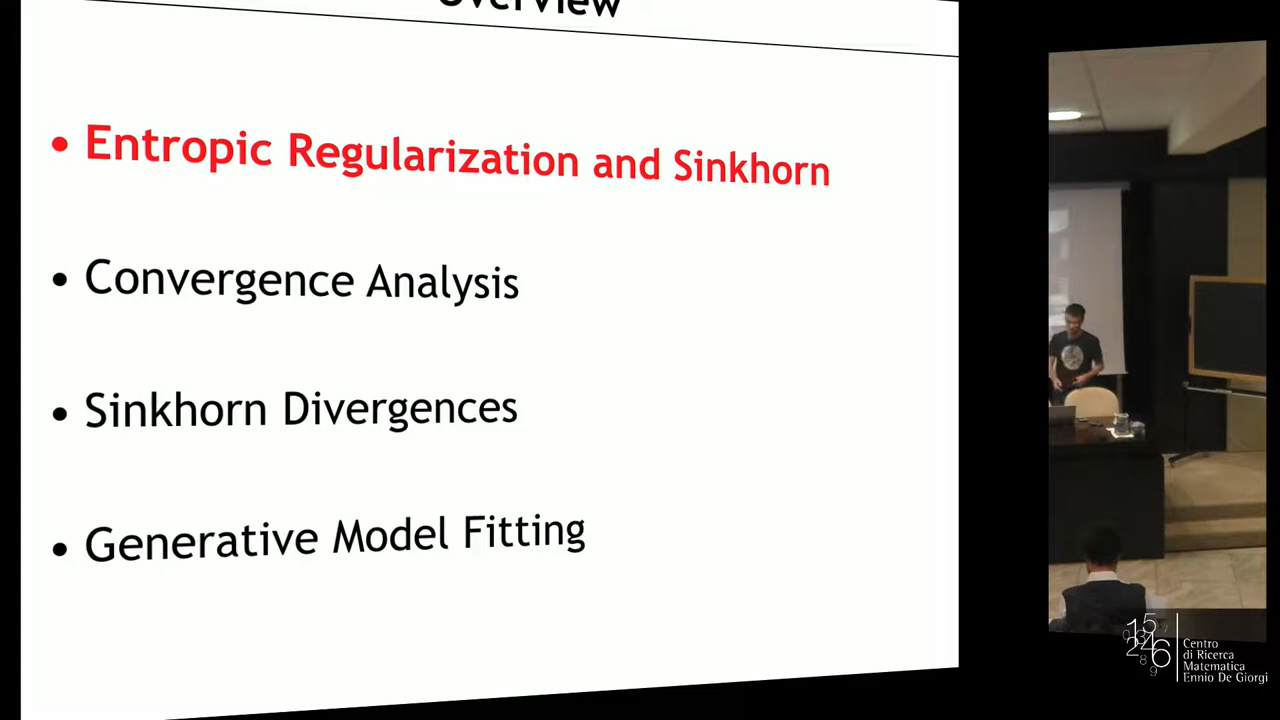 Overview
• Entropic Regularization and Sinkhorn
• Convergence Analysis
• Sinkhorn Divergences
• Generative Model Fitting
Centro
di Ricerca
Matematica
Ennio De Giorgi